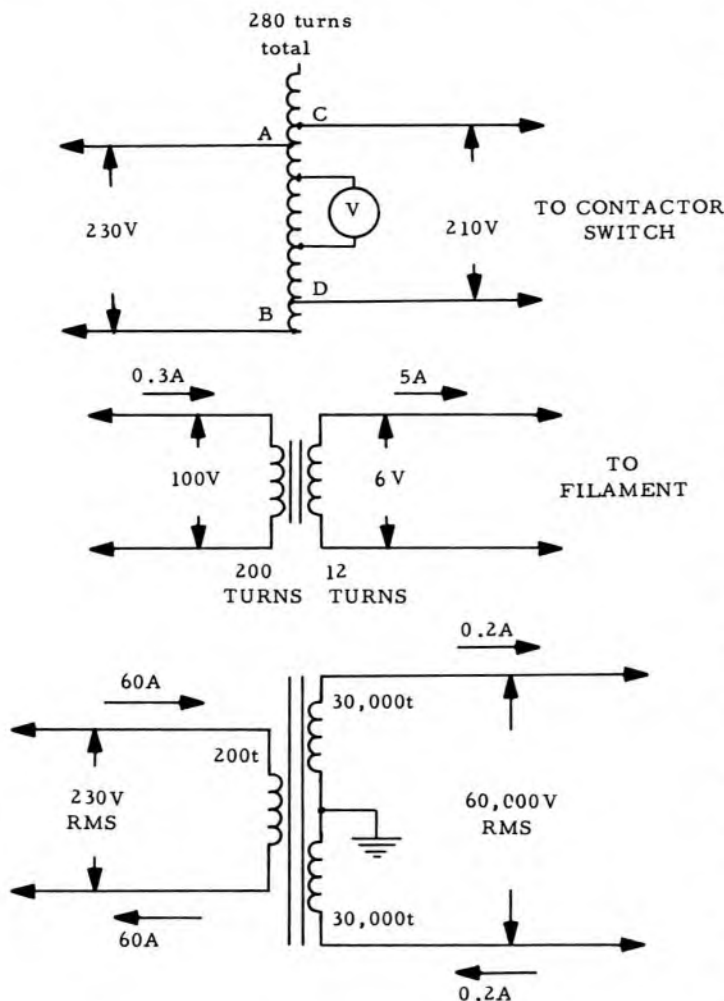 280 turns
total
C
A
V
TO CONTACTOR
SWITCH
230V
210V
D
B
0.3A
5A
100V
6V
TO
FILAMENT
200 12
TURNS TURNS
0.2A
60A
30,000t
200t
230V
RMS
60,000V
RMS
30,000t
60A
0.2A